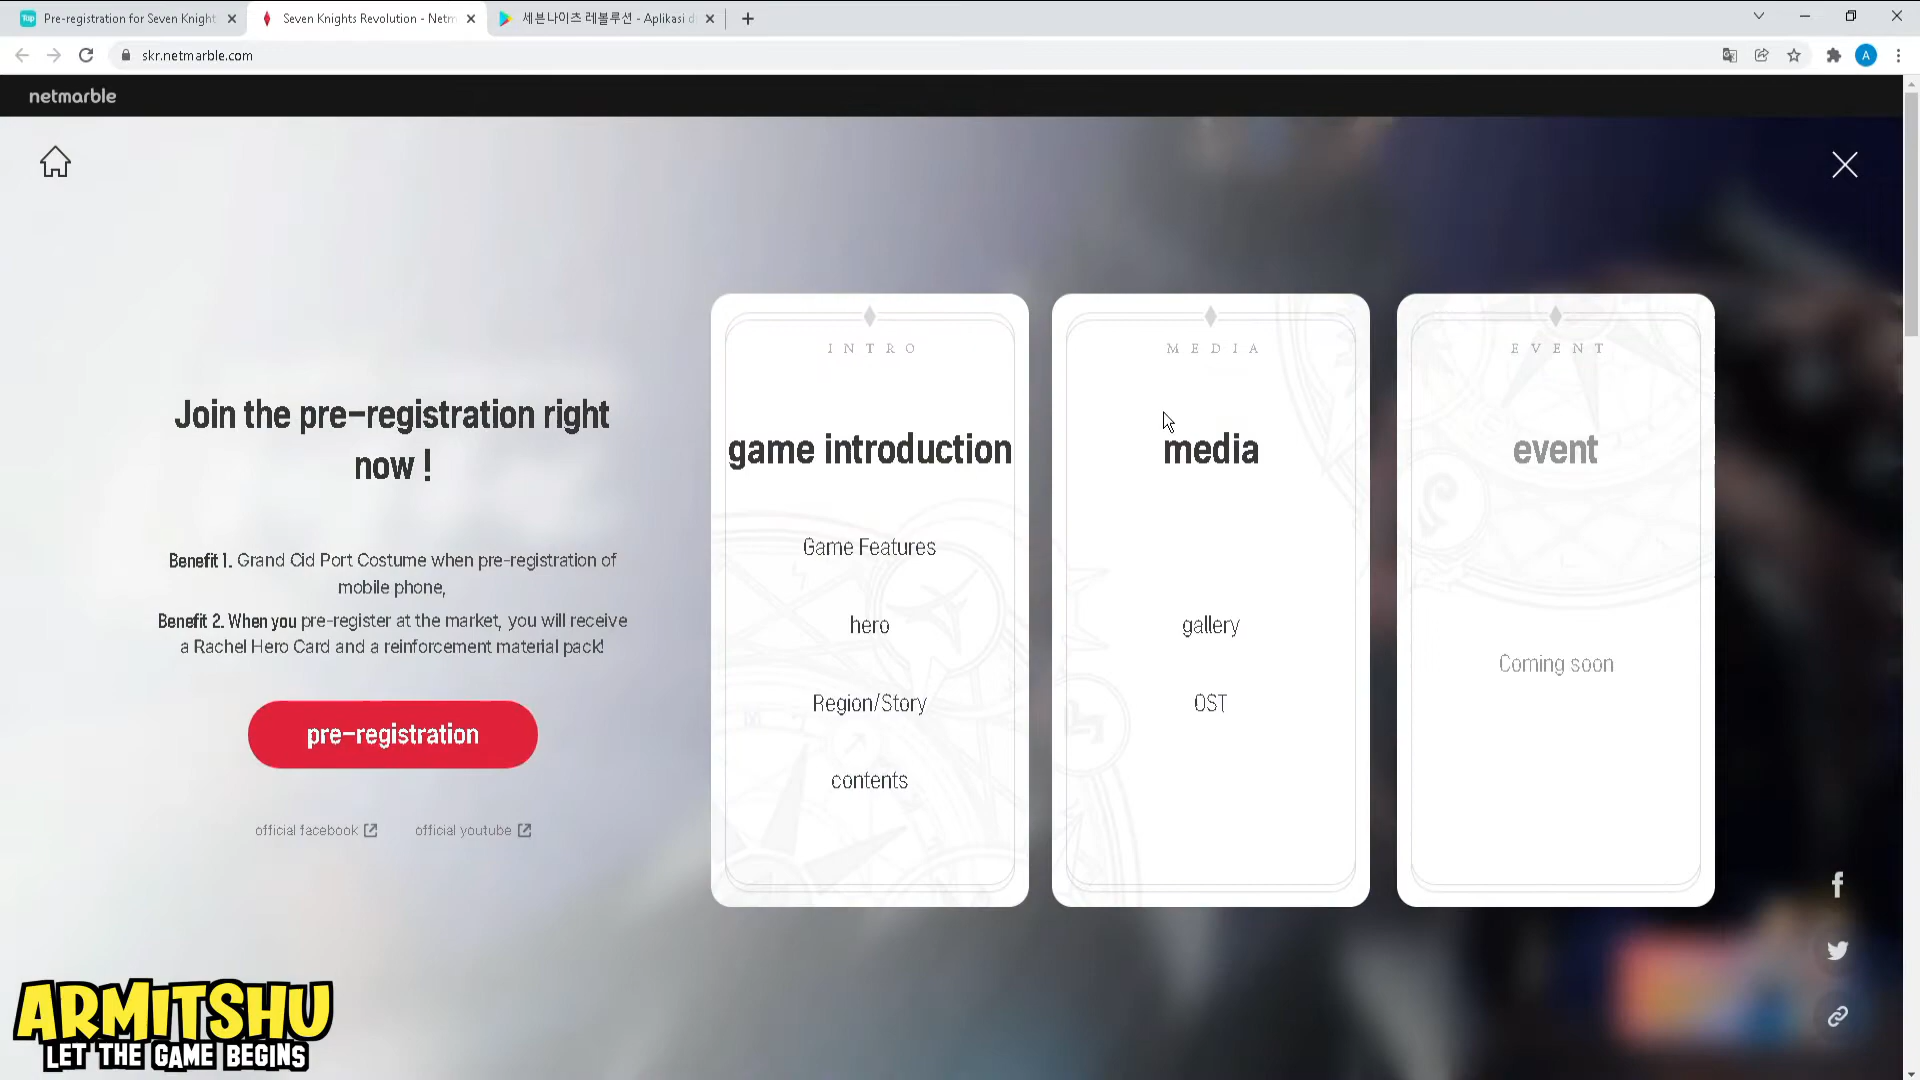 Pre-registration for Seven Knight
Seven Knights Revolution - Netm
세븐나이츠 레볼루션 - Aplikasi d
skr.netmarble.com
A
netmarble
Join the pre-registration right
now !
Benefit 1. Grand Cid Port Costume when pre-registration of
mobile phone,
Benefit 2. When you pre-register at the market, you will receive
a Rachel Hero Card and a reinforcement material pack!
pre-registration
official facebook
official youtube
INTRO
game introduction
Game Features
hero
Region/Story
contents
MEDIA
media
gallery
OST
EVENT
event
Coming soon
ARMITSHU
LET THE GAME BEGINS